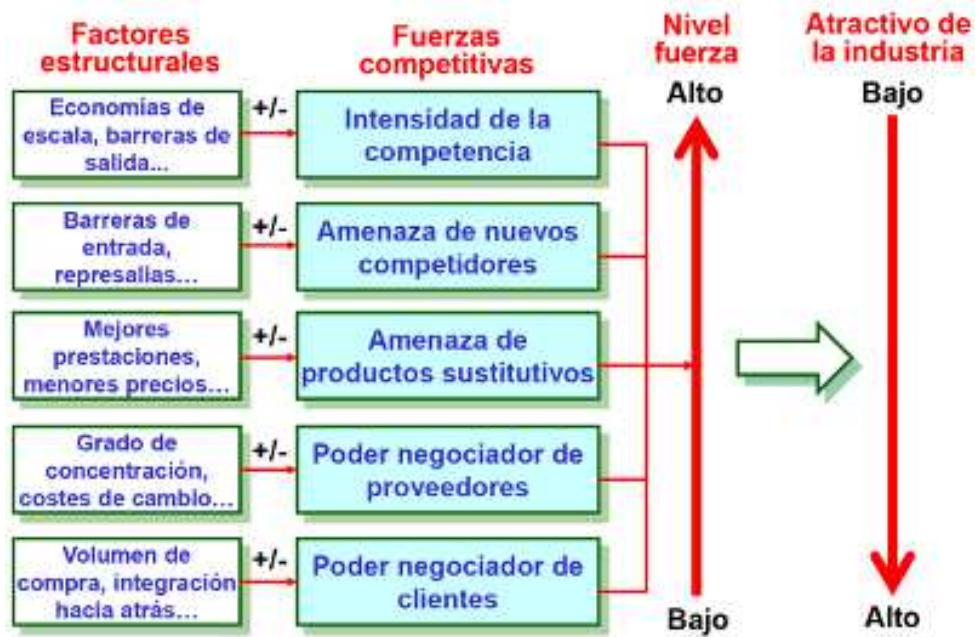 Factores
estructurales
Fuerzas
competitivas
Nivel
fuerza
Atractivo de
la industria
Alto
Bajo
Economías de
escala, barreras de
salida...
+/-
Intensidad de la
competencia
Barreras de
entrada,
represalias...
+/-
Amenaza de nuevos
competidores
Mejores
prestaciones,
menores precios...
+/-
Amenaza de
productos sustitutivos
Grado de
concentración,
costes de cambio...
+/-
Poder negociador de
proveedores
Volumen de
compra, integración
hacia atrás...
+/-
Poder negociador de
clientes
Bajo
Alto